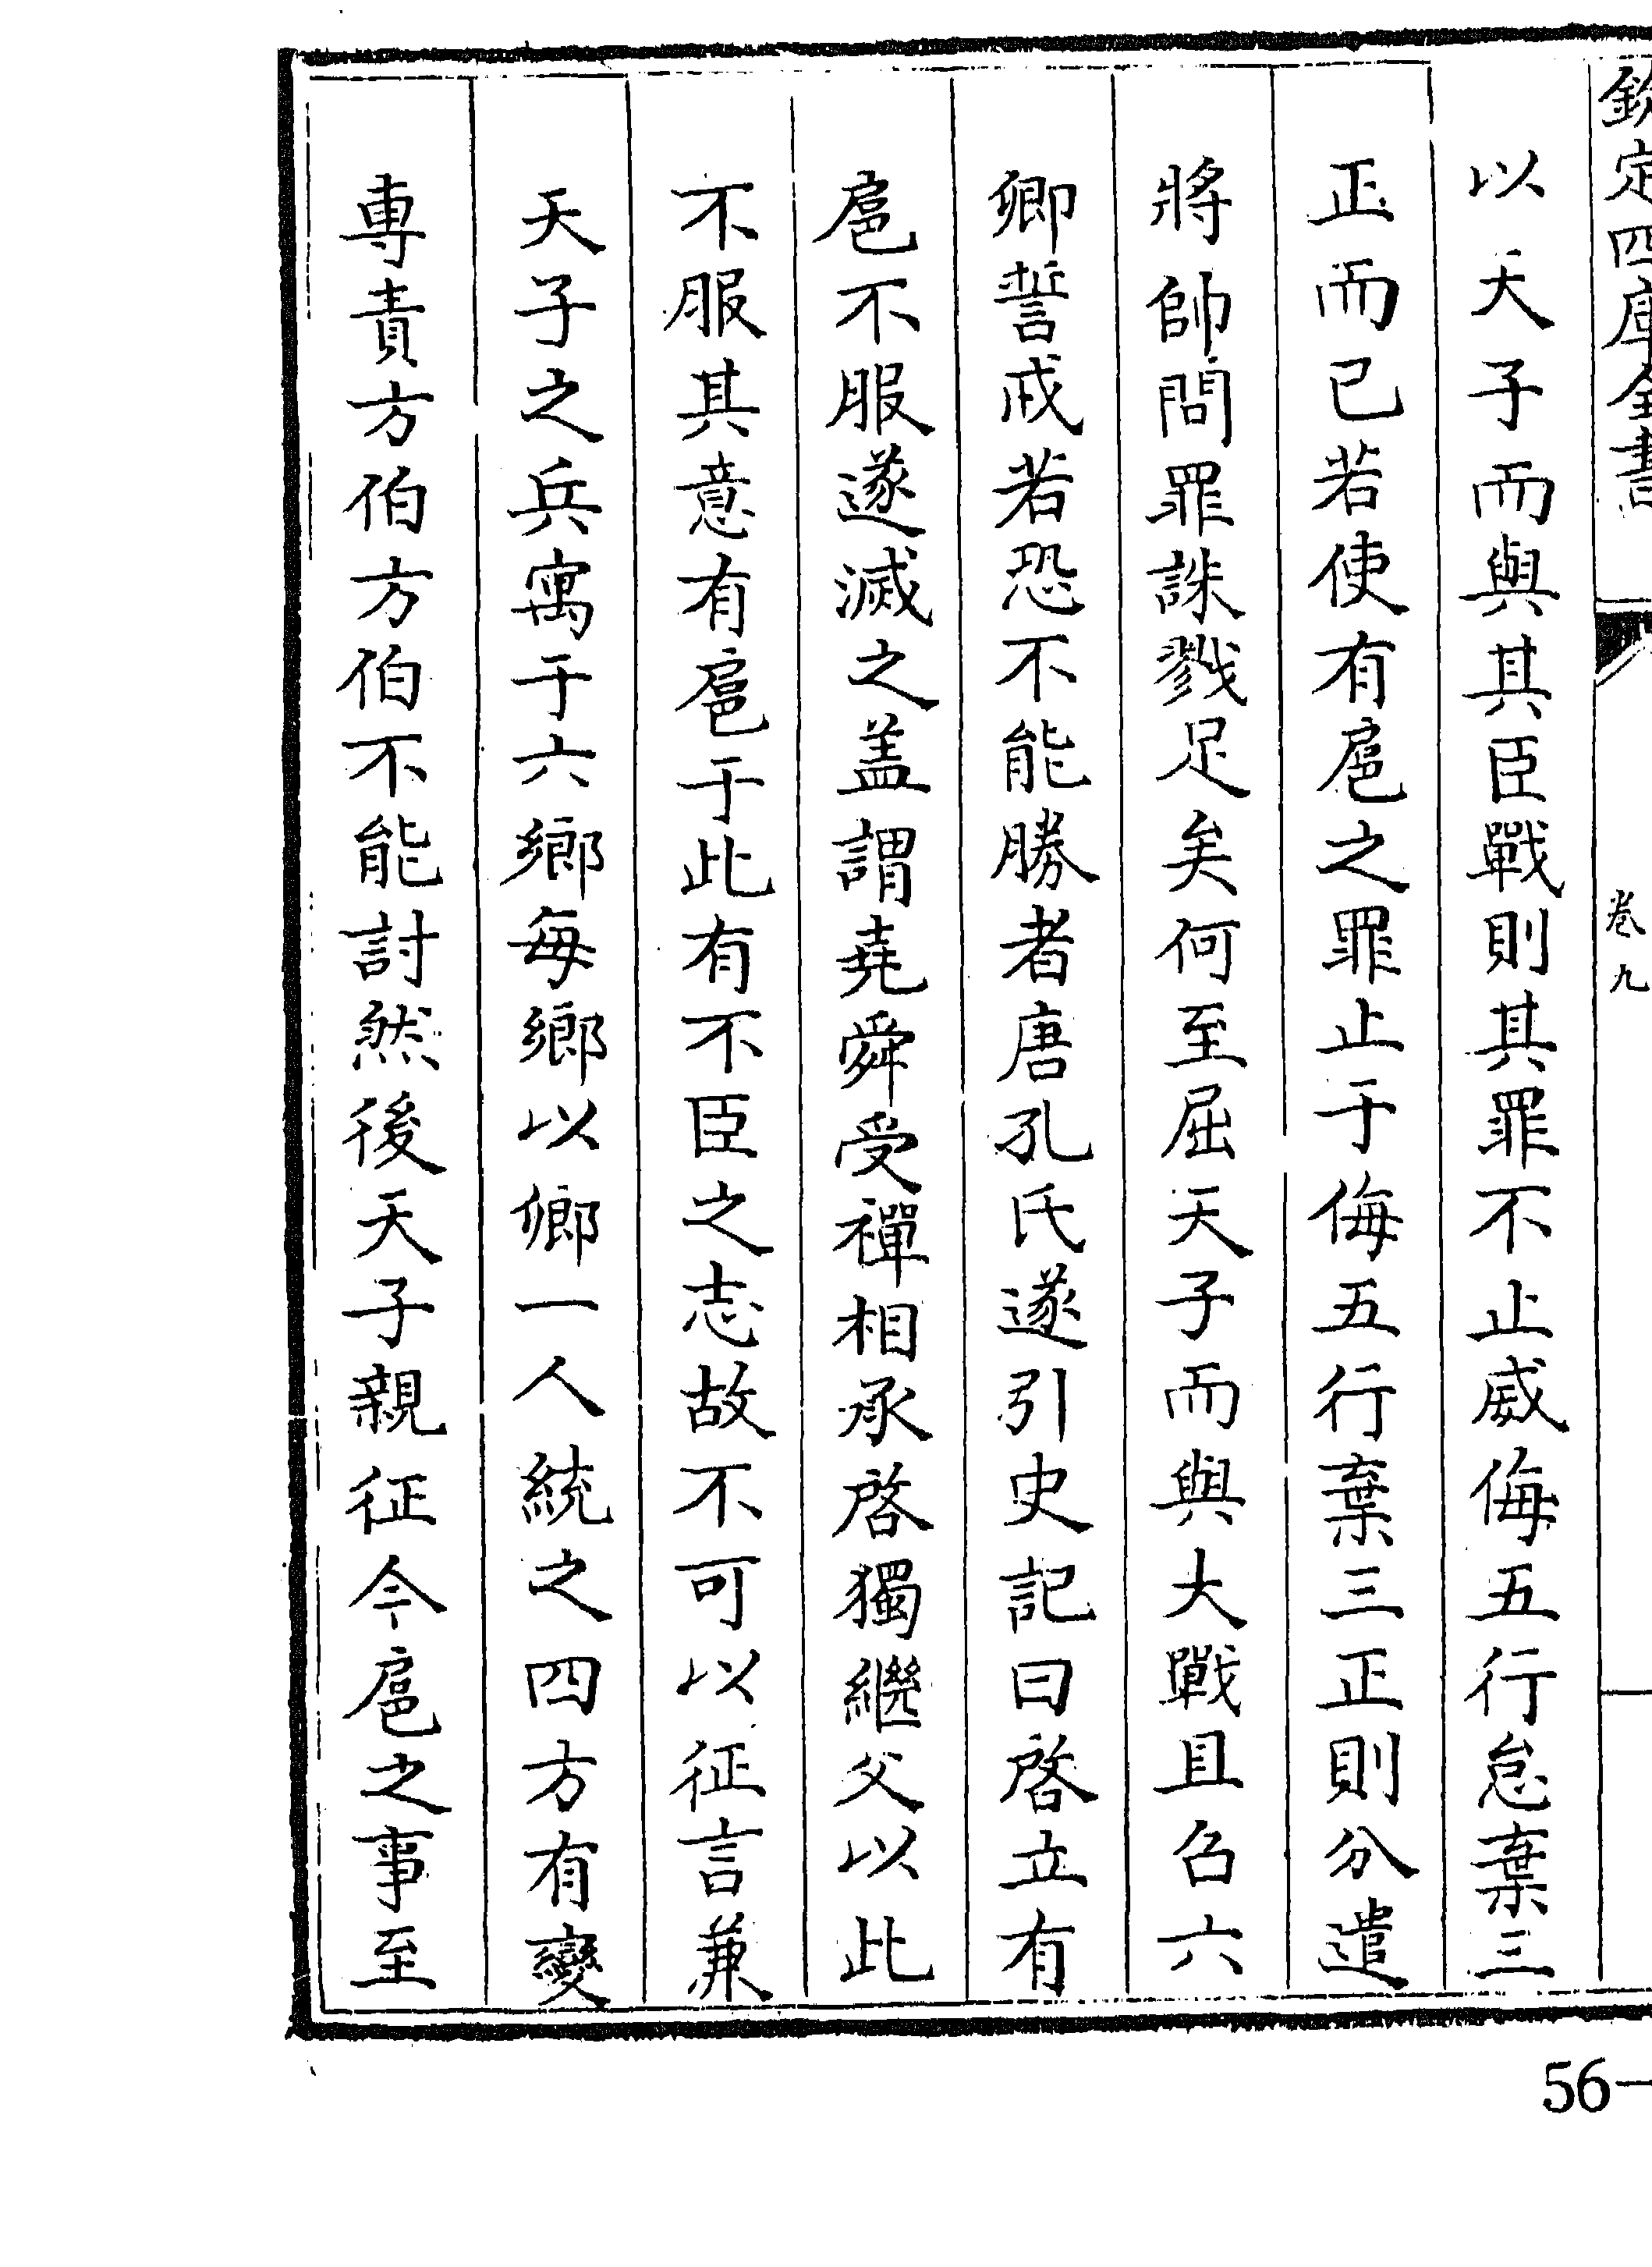 欽定四庫全書
卷九
以天子而與其臣戰則其罪不止威侮五行怠棄三
正而已若使有扈之罪止于侮五行棄三正則分遣
將帥問罪誅戮足矣何至屈天子而與大戰且召六
卿誓戒若恐不能勝者唐孔氏遂引史記曰啓立有
扈不服遂滅之盖謂堯舜受禪相承啓獨繼父以此
不服其意有扈于此有不臣之志故不可以征言兼
天子之兵寓于六鄉每鄉以鄉一人統之四方有變
專責方伯方伯不能討然後天子親征今扈之事至
56-